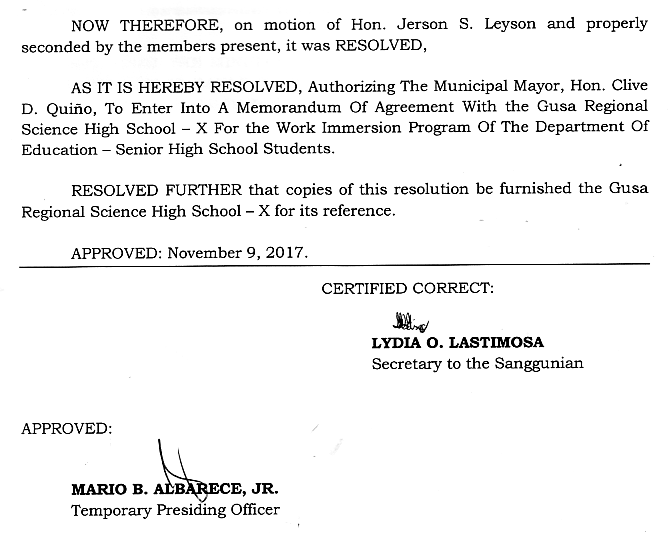 NOW THEREFORE, on motion of Hon. Jerson S. Leyson and properly
seconded by the members present, it was RESOLVED,
AS IT IS HEREBY RESOLVED, Authorizing The Municipal Mayor, Hon. Clive
D. Quiño, To Enter Into A Memorandum Of Agreement With the Gusa Regional
Science High School – X For the Work Immersion Program Of The Department Of
Education – Senior High School Students.
RESOLVED FURTHER that copies of this resolution be furnished the Gusa
Regional Science High School – X for its reference.
APPROVED: November 9, 2017.
CERTIFIED CORRECT:
LYDIA O. LASTIMOSA
Secretary to the Sanggunian
APPROVED:
MARIO B. ALBARECE, JR.
Temporary Presiding Officer